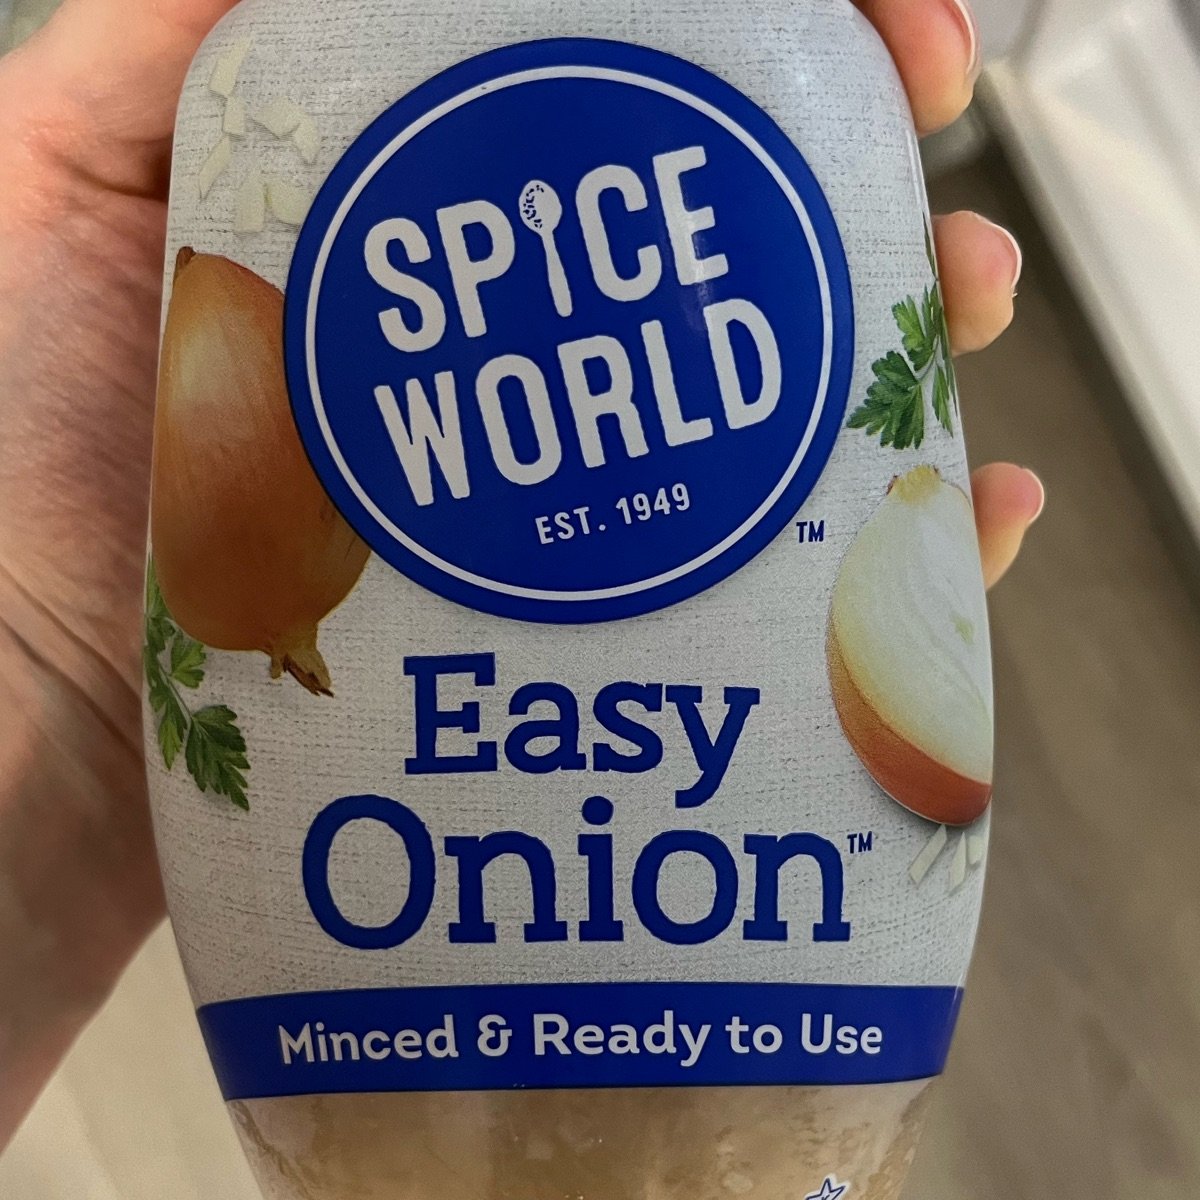 SPICE
WORLD
EST. 1949
TM
Easy
Onion™
Minced & Ready to Use